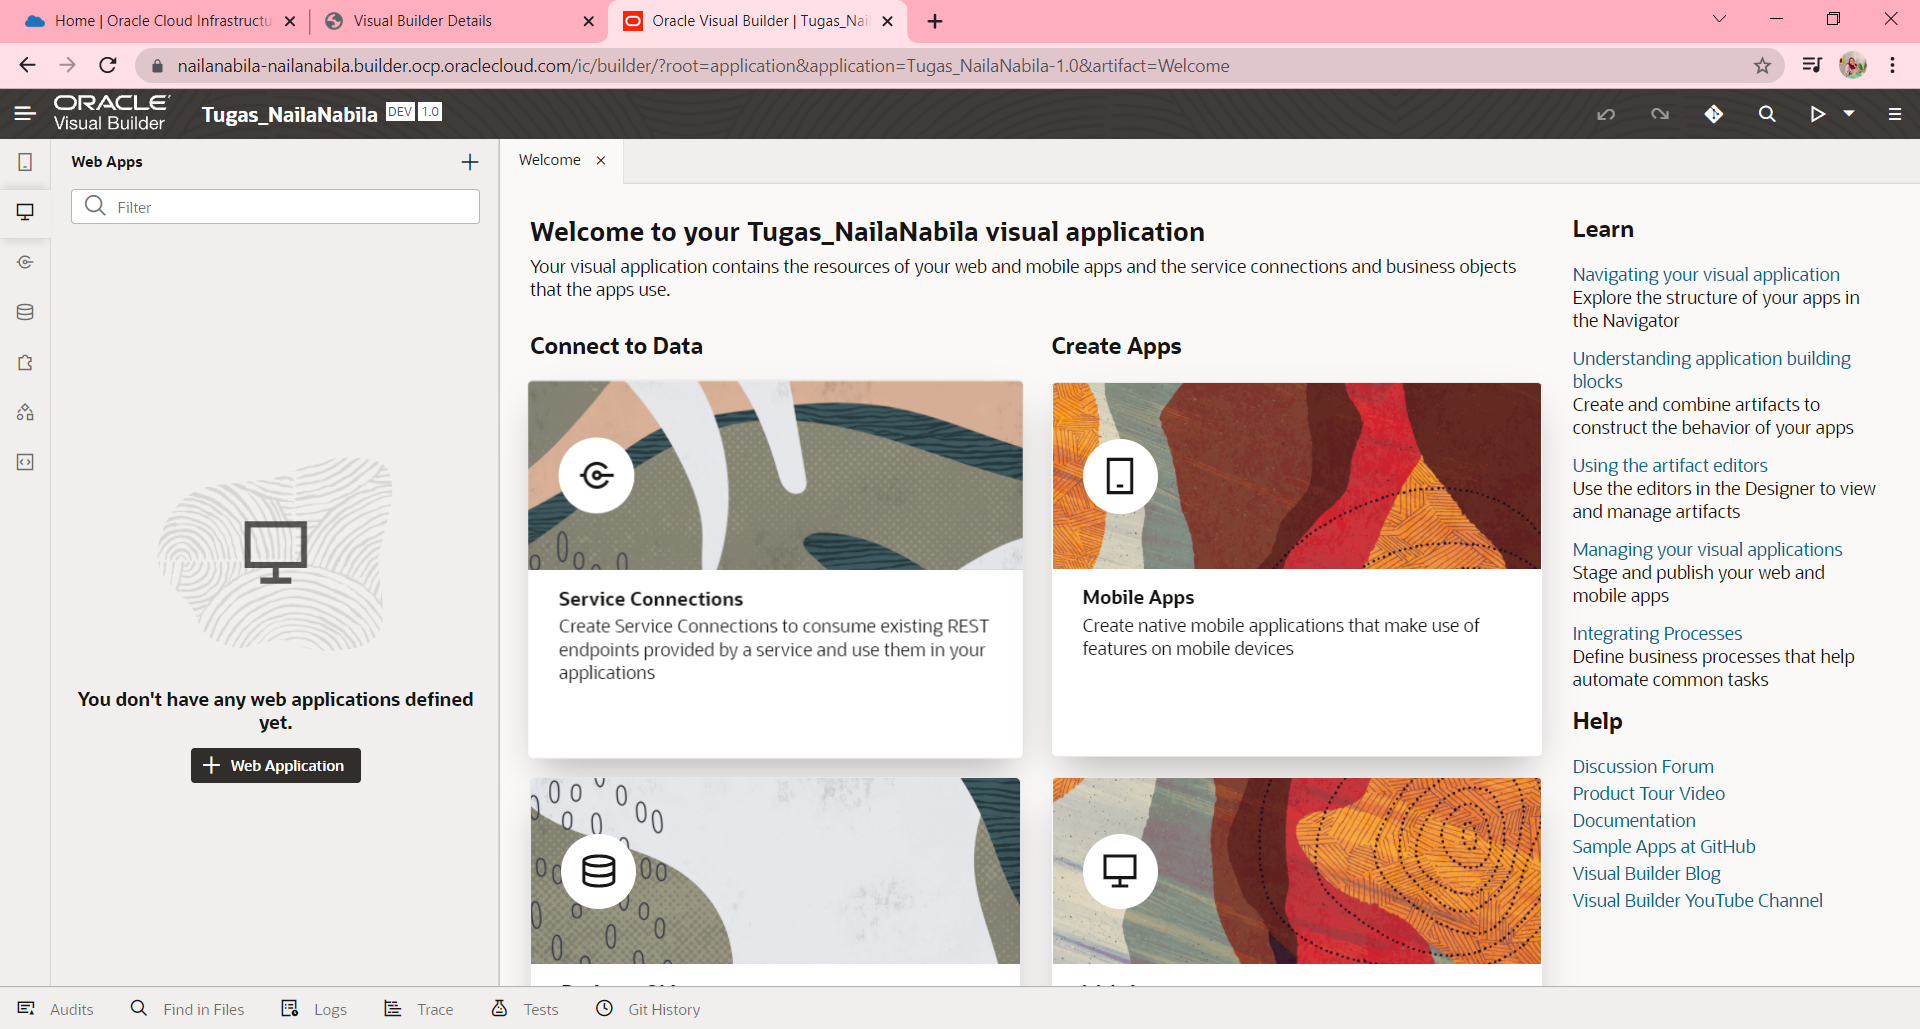 Home | Oracle Cloud Infrastructu
Visual Builder Details
Oracle Visual Builder | Tugas_Nail
nailanabila-nailanabila.builder.ocp.oraclecloud.com/ic/builder/?root=application&application=Tugas_NailaNabila-1.0&artifact=Welcome
ORACLE
Visual Builder
Tugas_NailaNabila DEV 1.0
Web Apps
Filter
You don't have any web applications defined
yet.
Web Application
Welcome
Welcome to your Tugas_NailaNabila visual application
Your visual application contains the resources of your web and mobile apps and the service connections and business objects
that the apps use.
Connect to Data
Service Connections
Create Service Connections to consume existing REST
endpoints provided by a service and use them in your
applications
Create Apps
Mobile Apps
Create native mobile applications that make use of
features on mobile devices
Learn
Navigating your visual application
Explore the structure of your apps in
the Navigator
Understanding application building
blocks
Create and combine artifacts to
construct the behavior of your apps
Using the artifact editors
Use the editors in the Designer to view
and manage artifacts
Managing your visual applications
Stage and publish your web and
mobile apps
Integrating Processes
Define business processes that help
automate common tasks
Help
Discussion Forum
Product Tour Video
Documentation
Sample Apps at GitHub
Visual Builder Blog
Visual Builder YouTube Channel
Audits
Find in Files
Logs
Trace
Tests
Git History